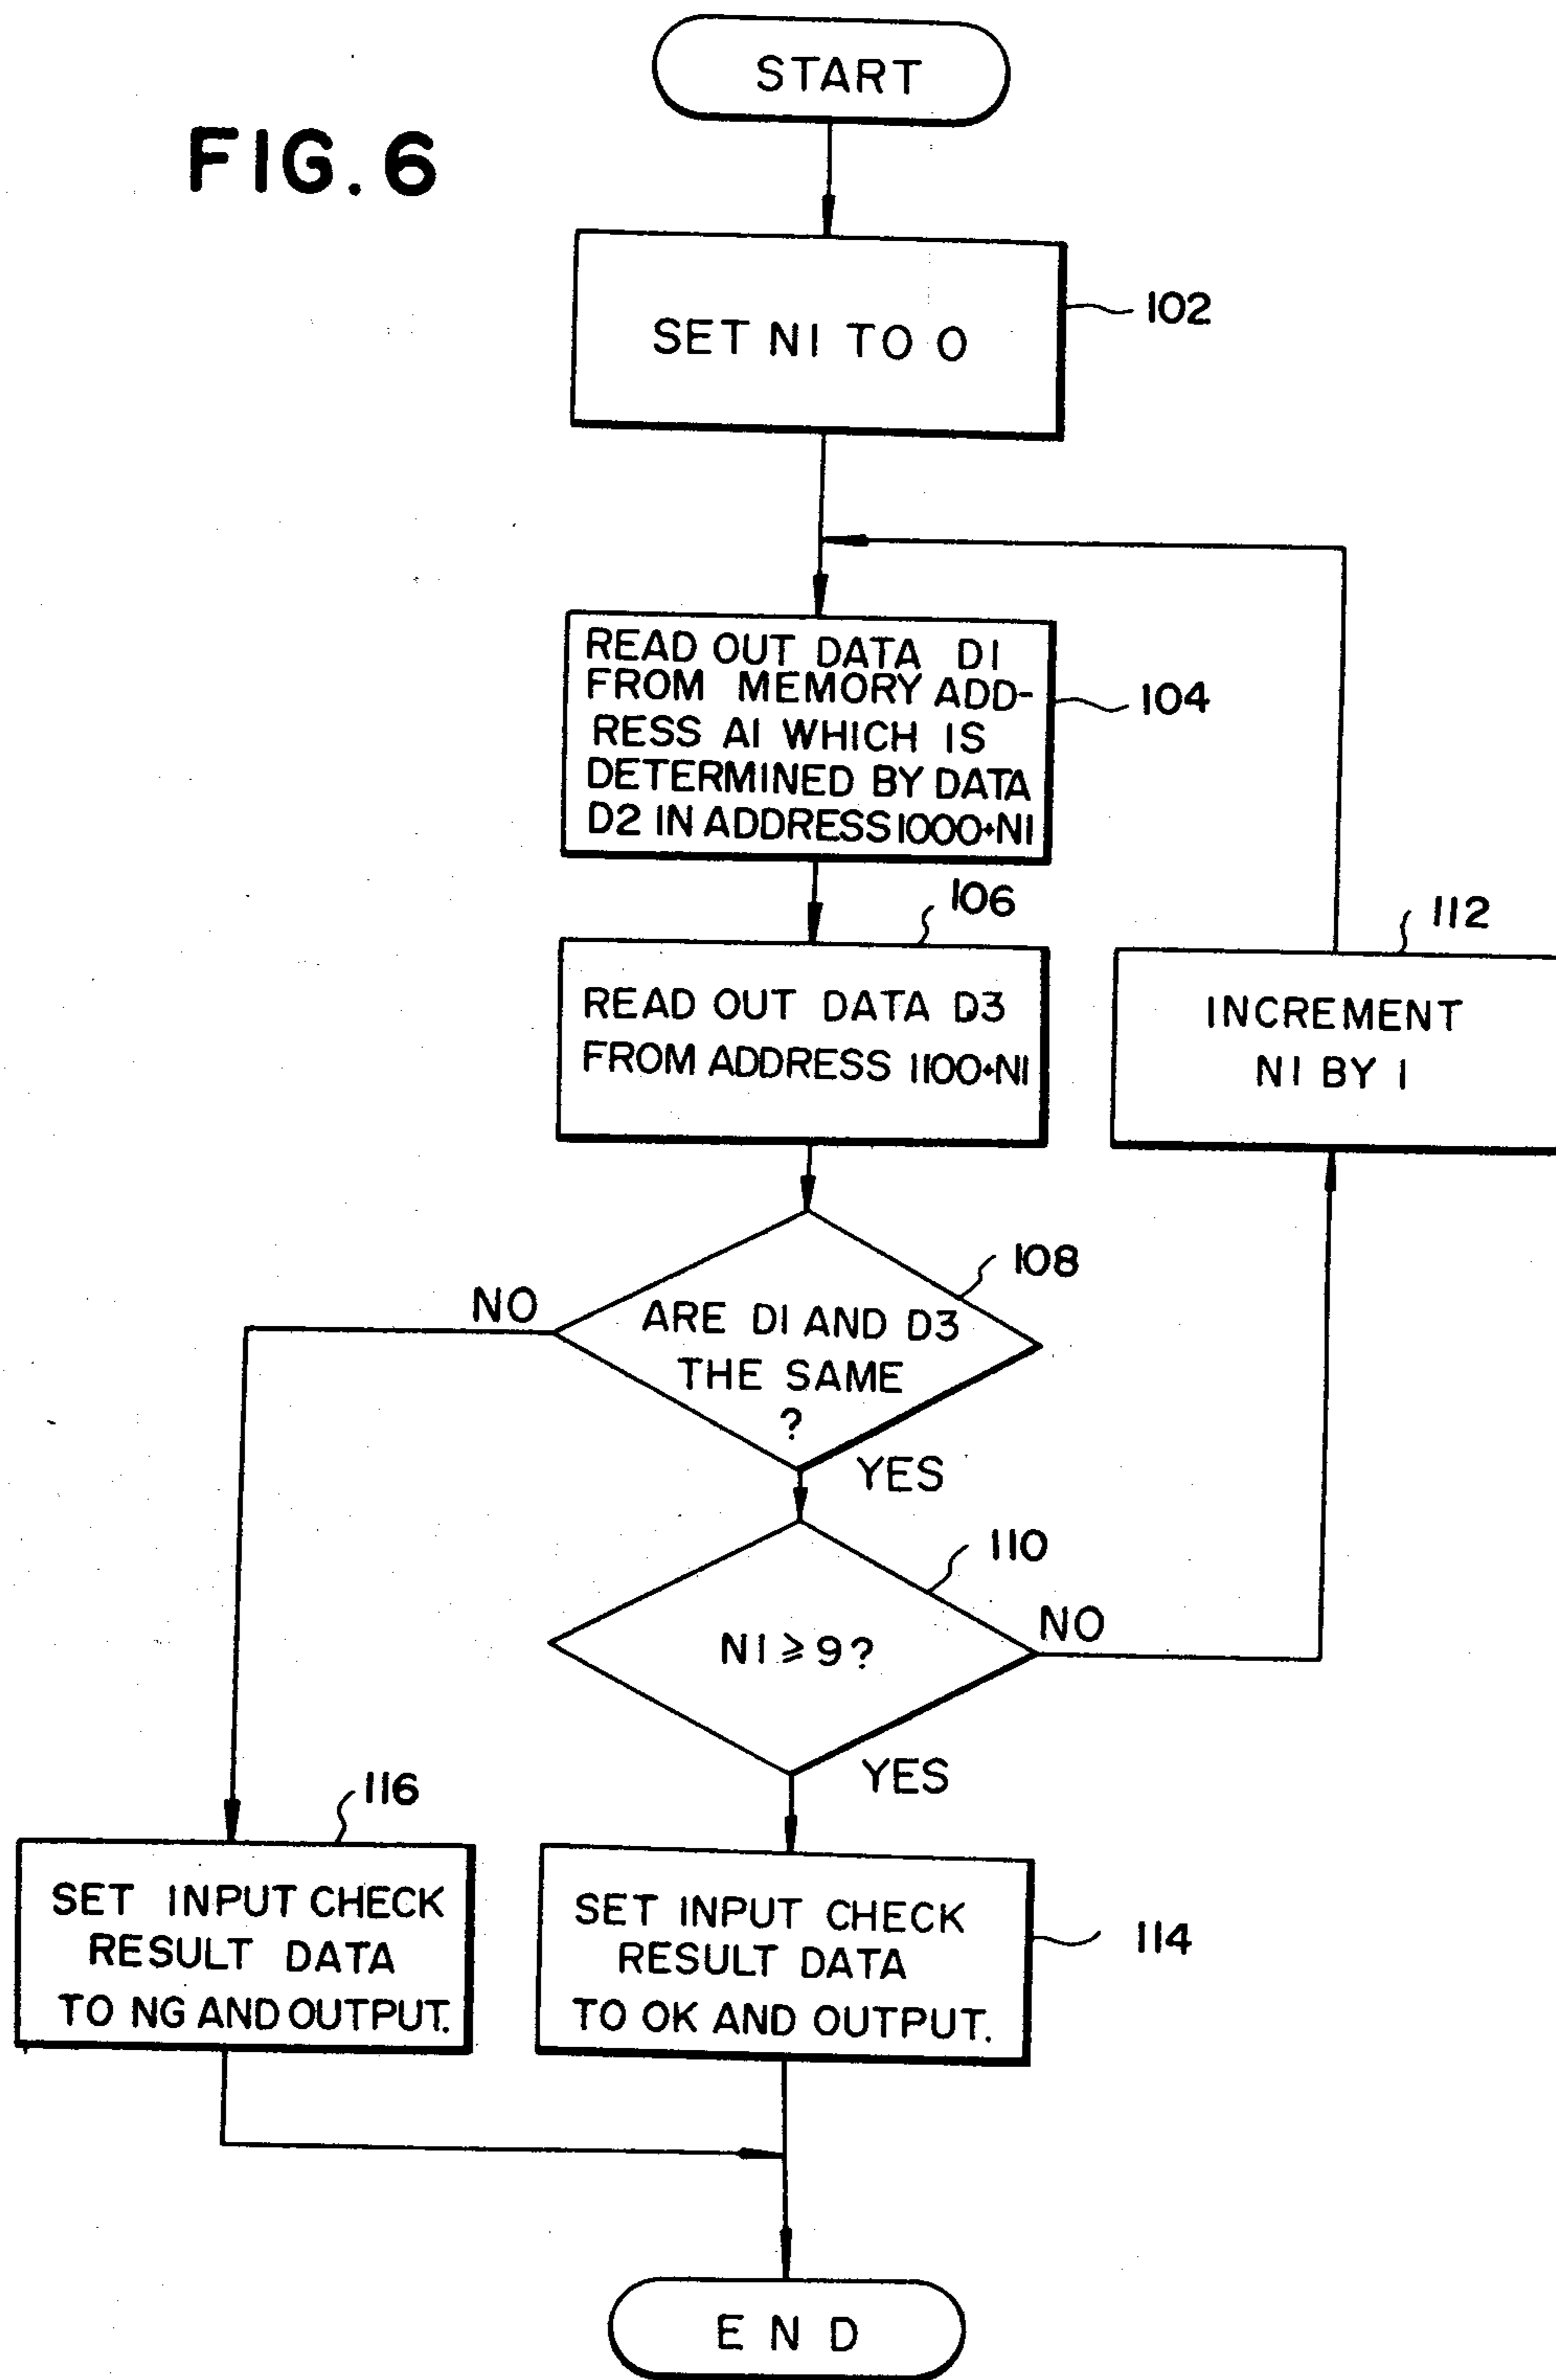 START
FIG. 6
SET N1 TO 0
102
READ OUT DATA D1
FROM MEMORY ADD-
RESS A1 WHICH IS
DETERMINED BY DATA
D2 IN ADDRESS 1000+N1
104
106
READ OUT DATA D3
FROM ADDRESS 1100+N1
112
INCREMENT
N1 BY 1
108
NO
ARE D1 AND D3
THE SAME
?
YES
110
N1 ≥ 9?
NO
YES
116
SET INPUT CHECK
RESULT DATA
TO NG AND OUTPUT.
SET INPUT CHECK
RESULT DATA
TO OK AND OUTPUT.
114
END